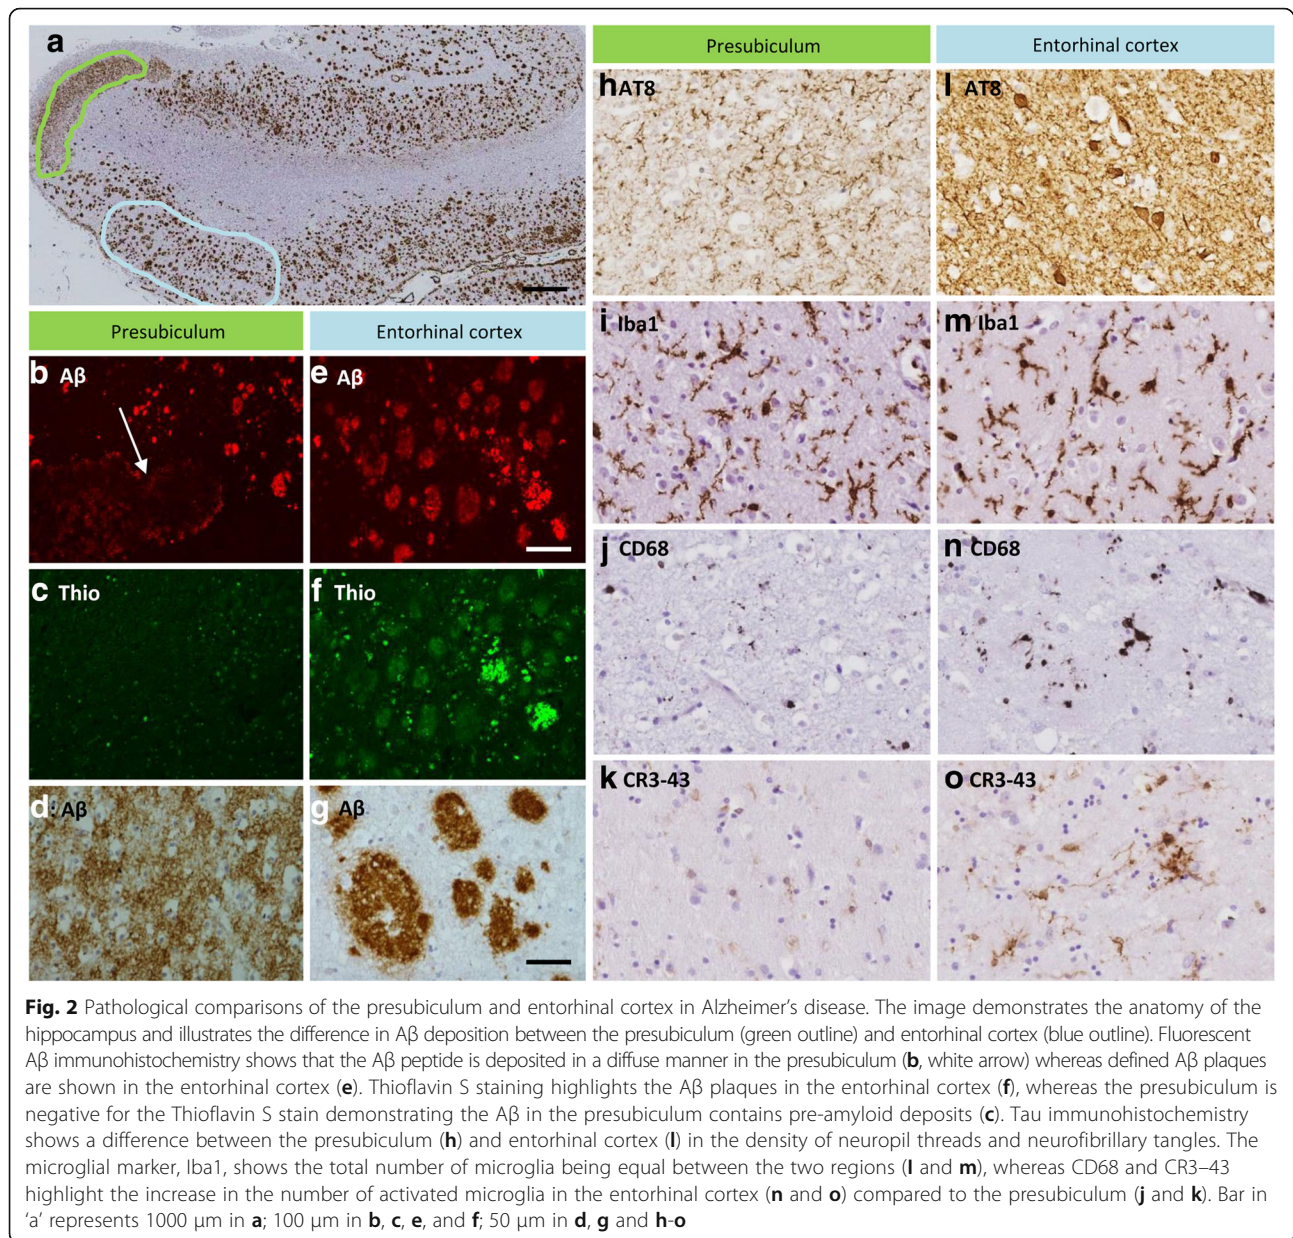 a
Presubiculum
Entorhinal cortex
b Aβ
e Aβ
c Thio
f Thio
d: Aβ
g Aβ
Presubiculum
Entorhinal cortex
h AT8
l AT8
i Iba1
m Iba1
j CD68
n CD68
k CR3-43
o CR3-43
Fig. 2 Pathological comparisons of the presubiculum and entorhinal cortex in Alzheimer's disease. The image demonstrates the anatomy of the
hippocampus and illustrates the difference in Aβ deposition between the presubiculum (green outline) and entorhinal cortex (blue outline). Fluorescent
Aβ immunohistochemistry shows that the Aβ peptide is deposited in a diffuse manner in the presubiculum (b, white arrow) whereas defined Aβ plaques
are shown in the entorhinal cortex (e). Thioflavin S staining highlights the Aβ plaques in the entorhinal cortex (f), whereas the presubiculum is
negative for the Thioflavin S stain demonstrating the Aβ in the presubiculum contains pre-amyloid deposits (c). Tau immunohistochemistry
shows a difference between the presubiculum (h) and entorhinal cortex (l) in the density of neuropil threads and neurofibrillary tangles. The
microglial marker, Iba1, shows the total number of microglia being equal between the two regions (I and m), whereas CD68 and CR3–43
highlight the increase in the number of activated microglia in the entorhinal cortex (n and o) compared to the presubiculum (j and k). Bar in
'a' represents 1000 μm in a; 100 μm in b, c, e, and f; 50 μm in d, g and h-o